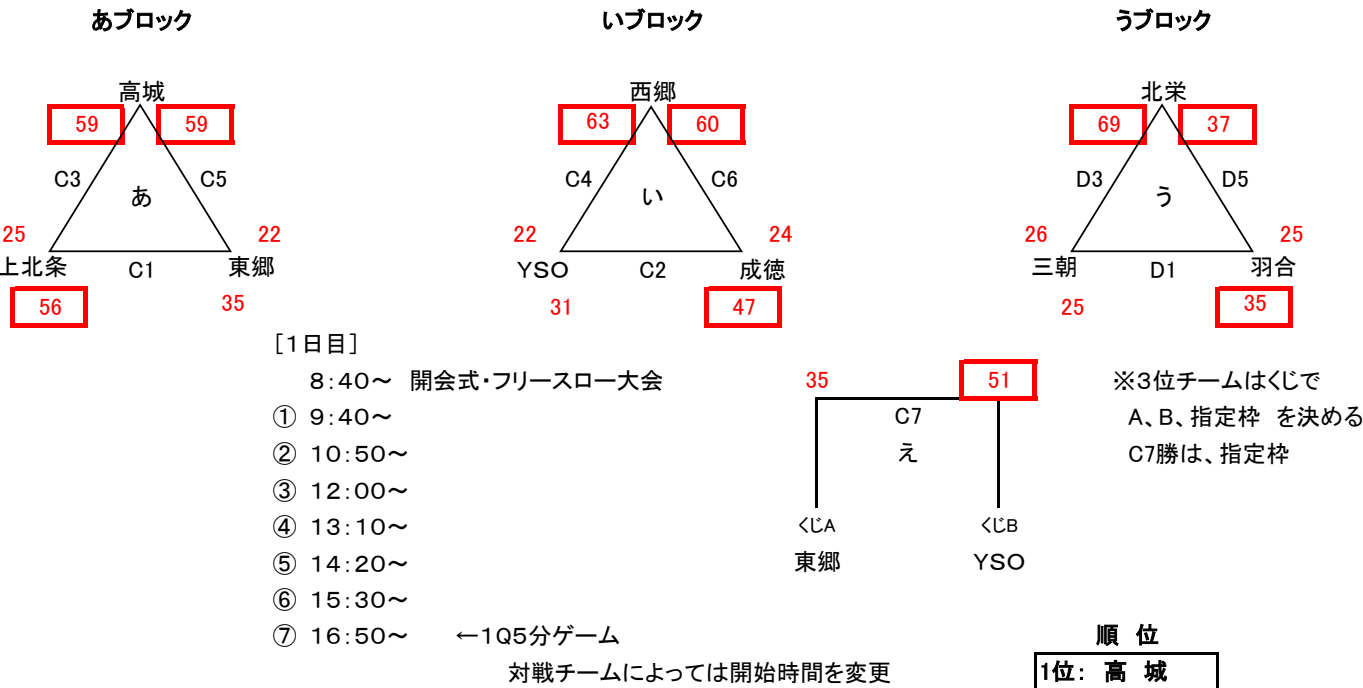 あブロック いブロック うブロック
高城 西郷 北栄
59 59 63 60 69 37
C3 C5 C4 C6 D3 D5
あ い う
25 22 22 24 26 25
上北条 C1 東郷 YSO C2 成徳 三朝 D1 羽合
56 35 31 47 25 35
[1日目]
8:40～ 開会式・フリースロー大会 35 51 ※3位チームはくじで
① 9:40～ C7 A、B、指定枠 を決める
② 10:50～ え C7勝は、指定枠
③ 12:00～
④ 13:10～ くじA くじB
⑤ 14:20～ 東郷 YSO
⑥ 15:30～
⑦ 16:50～ ←1Q5分ゲーム 順 位
対戦チームによっては開始時間を変更 1位: 高 城